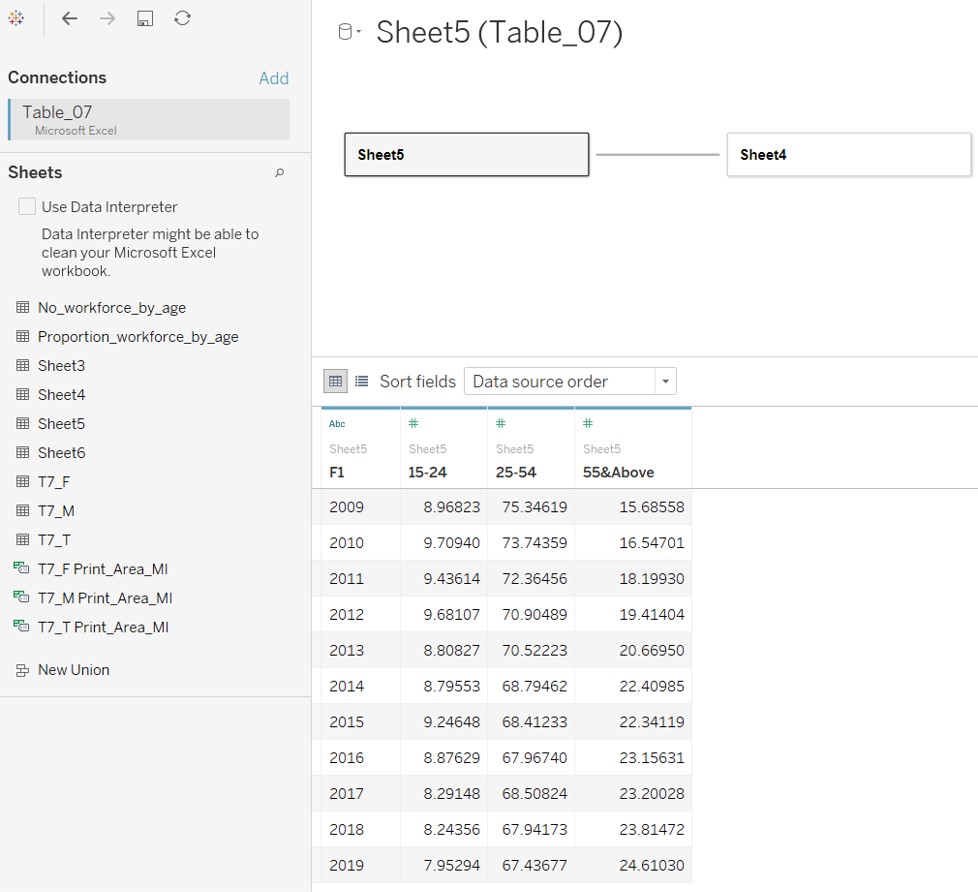 Connections
Add
Table_07
Microsoft Excel
Sheets
Use Data Interpreter
Data Interpreter might be able to
clean your Microsoft Excel
workbook.
No_workforce_by_age
Proportion_workforce_by_age
Sheet3
Sheet4
Sheet5
Sheet6
T7_F
T7_M
T7_T
T7_F Print_Area_MI
T7_M Print_Area_MI
T7_T Print_Area_MI
New Union
Sheet5 (Table_07)
Sheet5
Sheet4
Sort fields
Data source order
Abc # # #
Sheet5 Sheet5 Sheet5 Sheet5
F1 15-24 25-54 55&Above
2009 8.96823 75.34619 15.68558
2010 9.70940 73.74359 16.54701
2011 9.43614 72.36456 18.19930
2012 9.68107 70.90489 19.41404
2013 8.80827 70.52223 20.66950
2014 8.79553 68.79462 22.40985
2015 9.24648 68.41233 22.34119
2016 8.87629 67.96740 23.15631
2017 8.29148 68.50824 23.20028
2018 8.24356 67.94173 23.81472
2019 7.95294 67.43677 24.61030